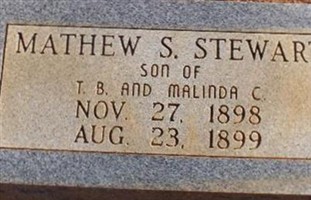 MATHEW S. STEWART
SON OF
T. B. AND MALINDA C.
NOV. 27, 1898
AUG. 23, 1899